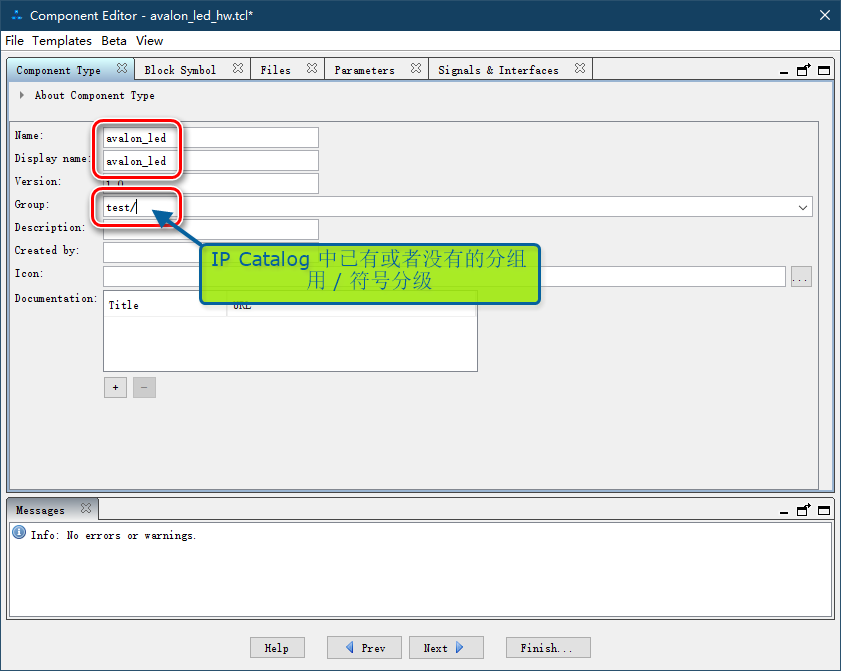 Component Editor - avalon_led_hw.tcl*
File Templates Beta View
Component Type Block Symbol Files Parameters Signals & Interfaces
About Component Type
Name: avalon_led
Display name: avalon_led
Version: 1.0
Group: test/
Description:
IP Catalog 中已有或者没有的分组
用 / 符号分级
Created by:
Icon: ...
Documentation: Title URL
+ −
Messages
Info: No errors or warnings.
Help Prev Next Finish...